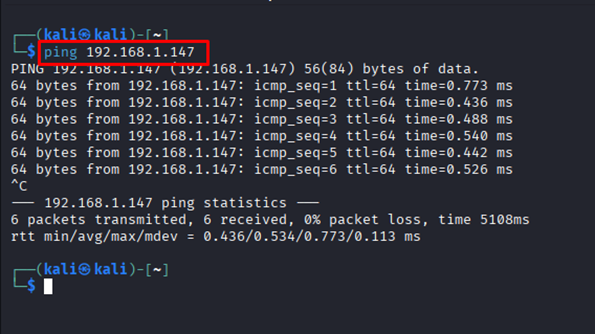 ┌──(kali㉿kali)-[~]
└─$ ping 192.168.1.147
PING 192.168.1.147 (192.168.1.147) 56(84) bytes of data.
64 bytes from 192.168.1.147: icmp_seq=1 ttl=64 time=0.773 ms
64 bytes from 192.168.1.147: icmp_seq=2 ttl=64 time=0.436 ms
64 bytes from 192.168.1.147: icmp_seq=3 ttl=64 time=0.488 ms
64 bytes from 192.168.1.147: icmp_seq=4 ttl=64 time=0.540 ms
64 bytes from 192.168.1.147: icmp_seq=5 ttl=64 time=0.442 ms
64 bytes from 192.168.1.147: icmp_seq=6 ttl=64 time=0.526 ms
^C
--- 192.168.1.147 ping statistics ---
6 packets transmitted, 6 received, 0% packet loss, time 5108ms
rtt min/avg/max/mdev = 0.436/0.534/0.773/0.113 ms
┌──(kali㉿kali)-[~]
└─$